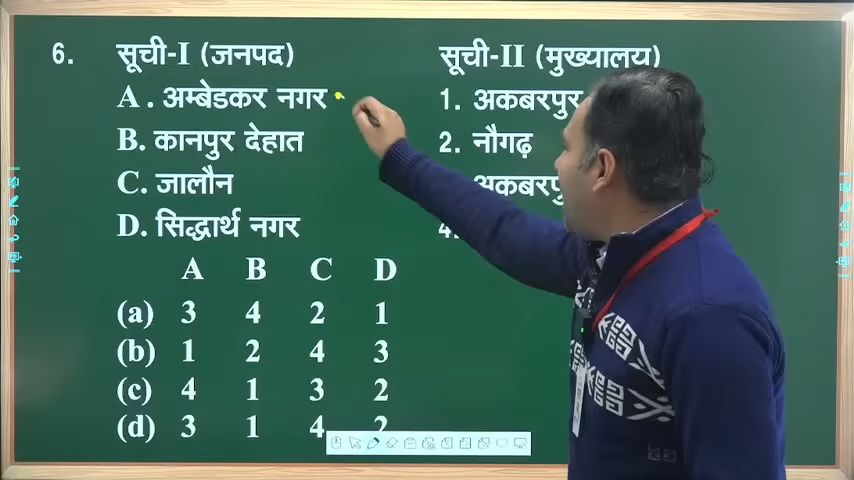 6. सूची-I (जनपद) सूची-II (मुख्यालय)
A. अम्बेडकर नगर 1. अकबरपुर
B. कानपुर देहात 2. नौगढ़
C. जालौन
D. सिद्धार्थ नगर 4.
A B C D
(a) 3 4 2 1
(b) 1 2 4 3
(c) 4 1 3 2
(d) 3 1 4 2